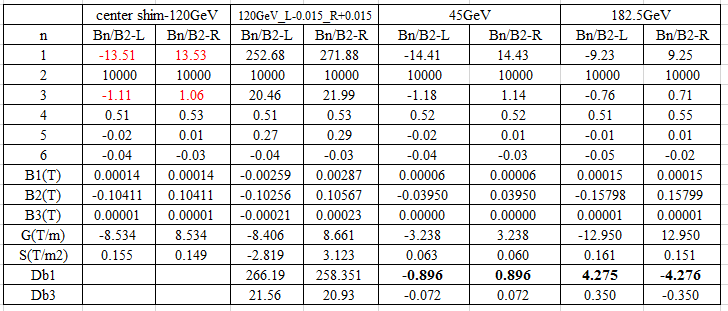 center shim-120GeV 120GeV_L-0.015_R+0.015 45GeV 182.5GeV
n Bn/B2-L Bn/B2-R Bn/B2-L Bn/B2-R Bn/B2-L Bn/B2-R Bn/B2-L Bn/B2-R
1 -13.51 13.53 252.68 271.88 -14.41 14.43 -9.23 9.25
2 10000 10000 10000 10000 10000 10000 10000 10000
3 -1.11 1.06 20.46 21.99 -1.18 1.14 -0.76 0.71
4 0.51 0.53 0.51 0.53 0.52 0.52 0.51 0.55
5 -0.02 0.01 0.27 0.29 -0.02 0.01 -0.01 0.01
6 -0.04 -0.03 -0.04 -0.03 -0.04 -0.03 -0.05 -0.02
B1(T) 0.00014 0.00014 -0.00259 0.00287 0.00006 0.00006 0.00015 0.00015
B2(T) -0.10411 0.10411 -0.10256 0.10567 -0.03950 0.03950 -0.15798 0.15799
B3(T) 0.00001 0.00001 -0.00021 0.00023 0.00000 0.00000 0.00001 0.00001
G(T/m) -8.534 8.534 -8.406 8.661 -3.238 3.238 -12.950 12.950
S(T/m2) 0.155 0.149 -2.819 3.123 0.063 0.060 0.161 0.151
Db1 266.19 258.351 -0.896 0.896 4.275 -4.276
Db3 21.56 20.93 -0.072 0.072 0.350 -0.350